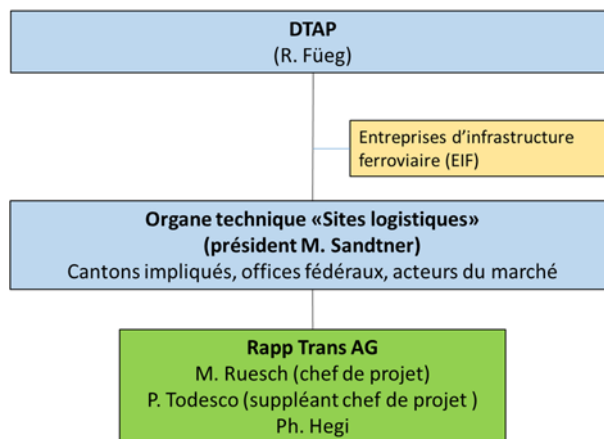 DTAP
(R. Füeg)
Entreprises d’infrastructure
ferroviaire (EIF)
Organe technique «Sites logistiques»
(président M. Sandtner)
Cantons impliqués, offices fédéraux, acteurs du marché
Rapp Trans AG
M. Ruesch (chef de projet)
P. Todesco (suppléant chef de projet )
Ph. Hegi